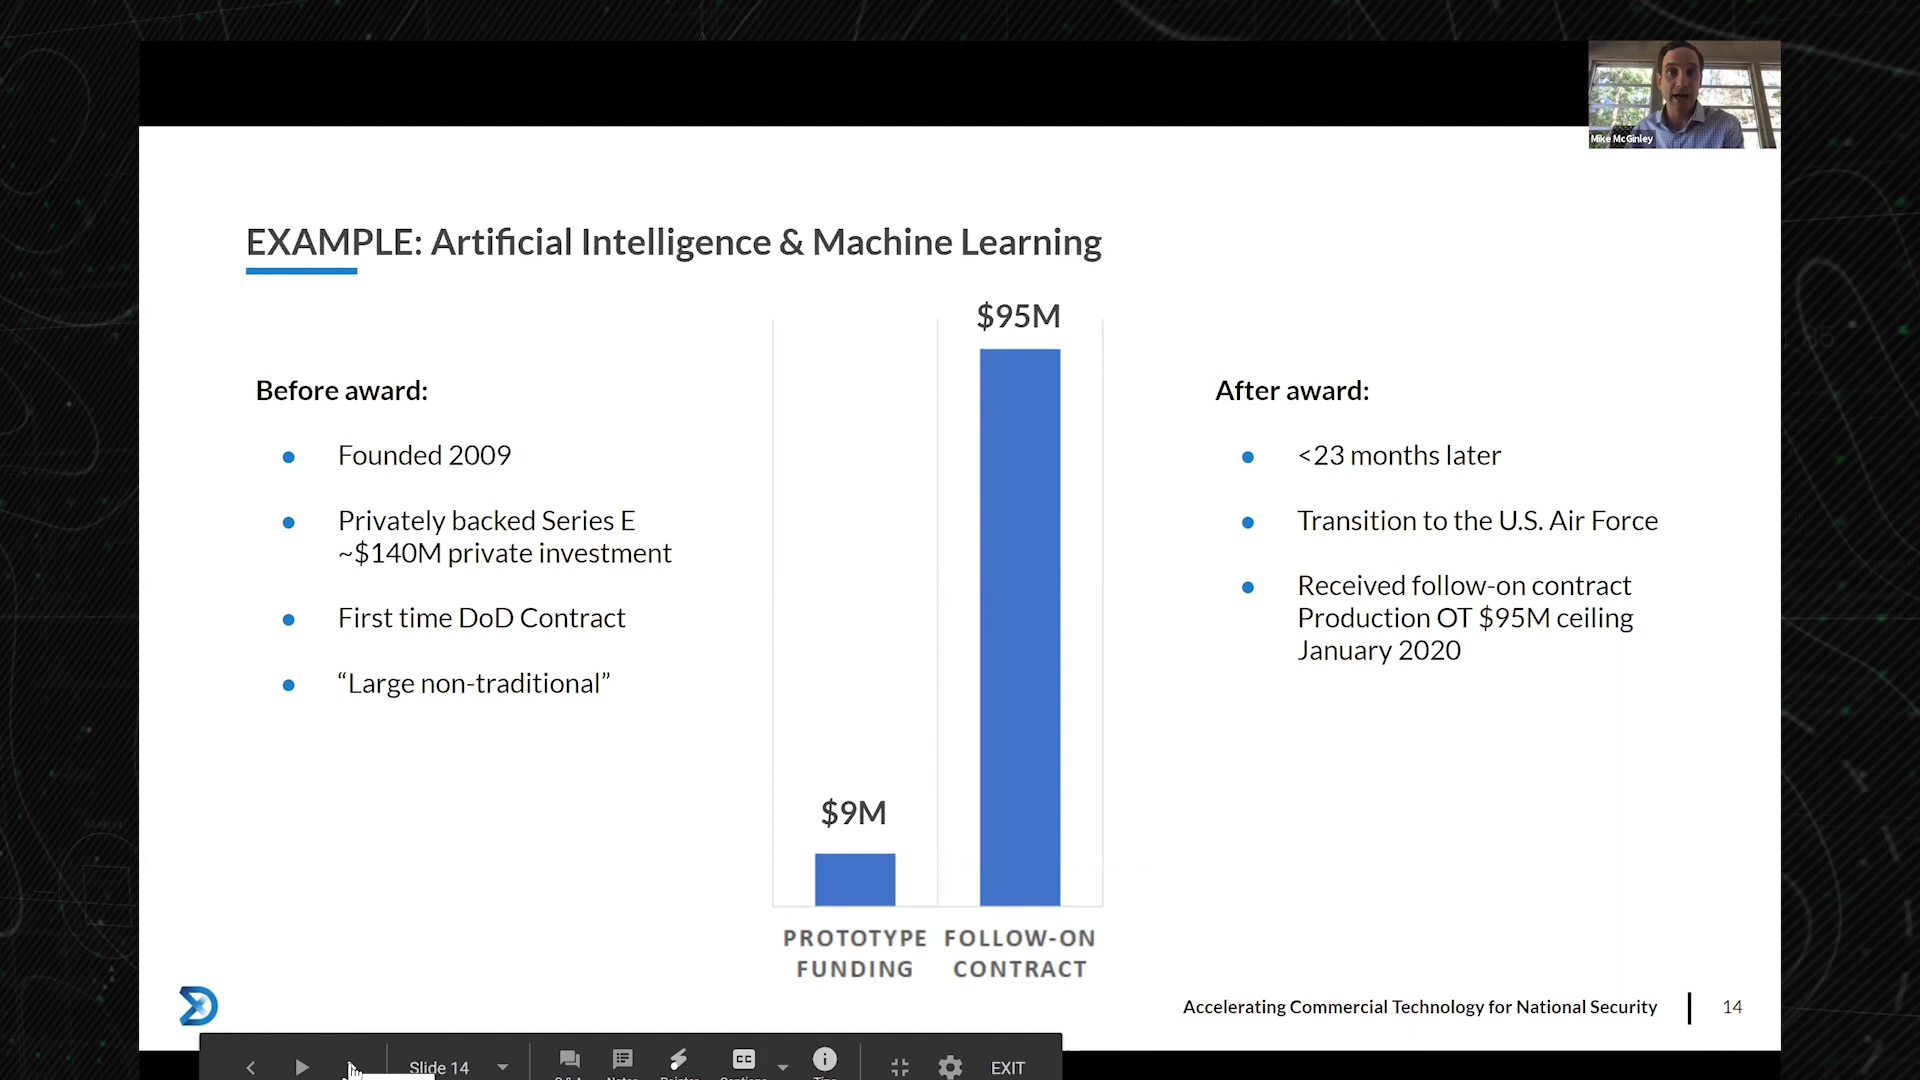 Mike McGinley
EXAMPLE: Artificial Intelligence & Machine Learning
Before award:
● Founded 2009
● Privately backed Series E
~$140M private investment
● First time DoD Contract
● “Large non-traditional”
$95M
$9M
PROTOTYPE
FUNDING
FOLLOW-ON
CONTRACT
After award:
● <23 months later
● Transition to the U.S. Air Force
● Received follow-on contract
Production OT $95M ceiling
January 2020
Accelerating Commercial Technology for National Security
14
Slide 14
CC
EXIT